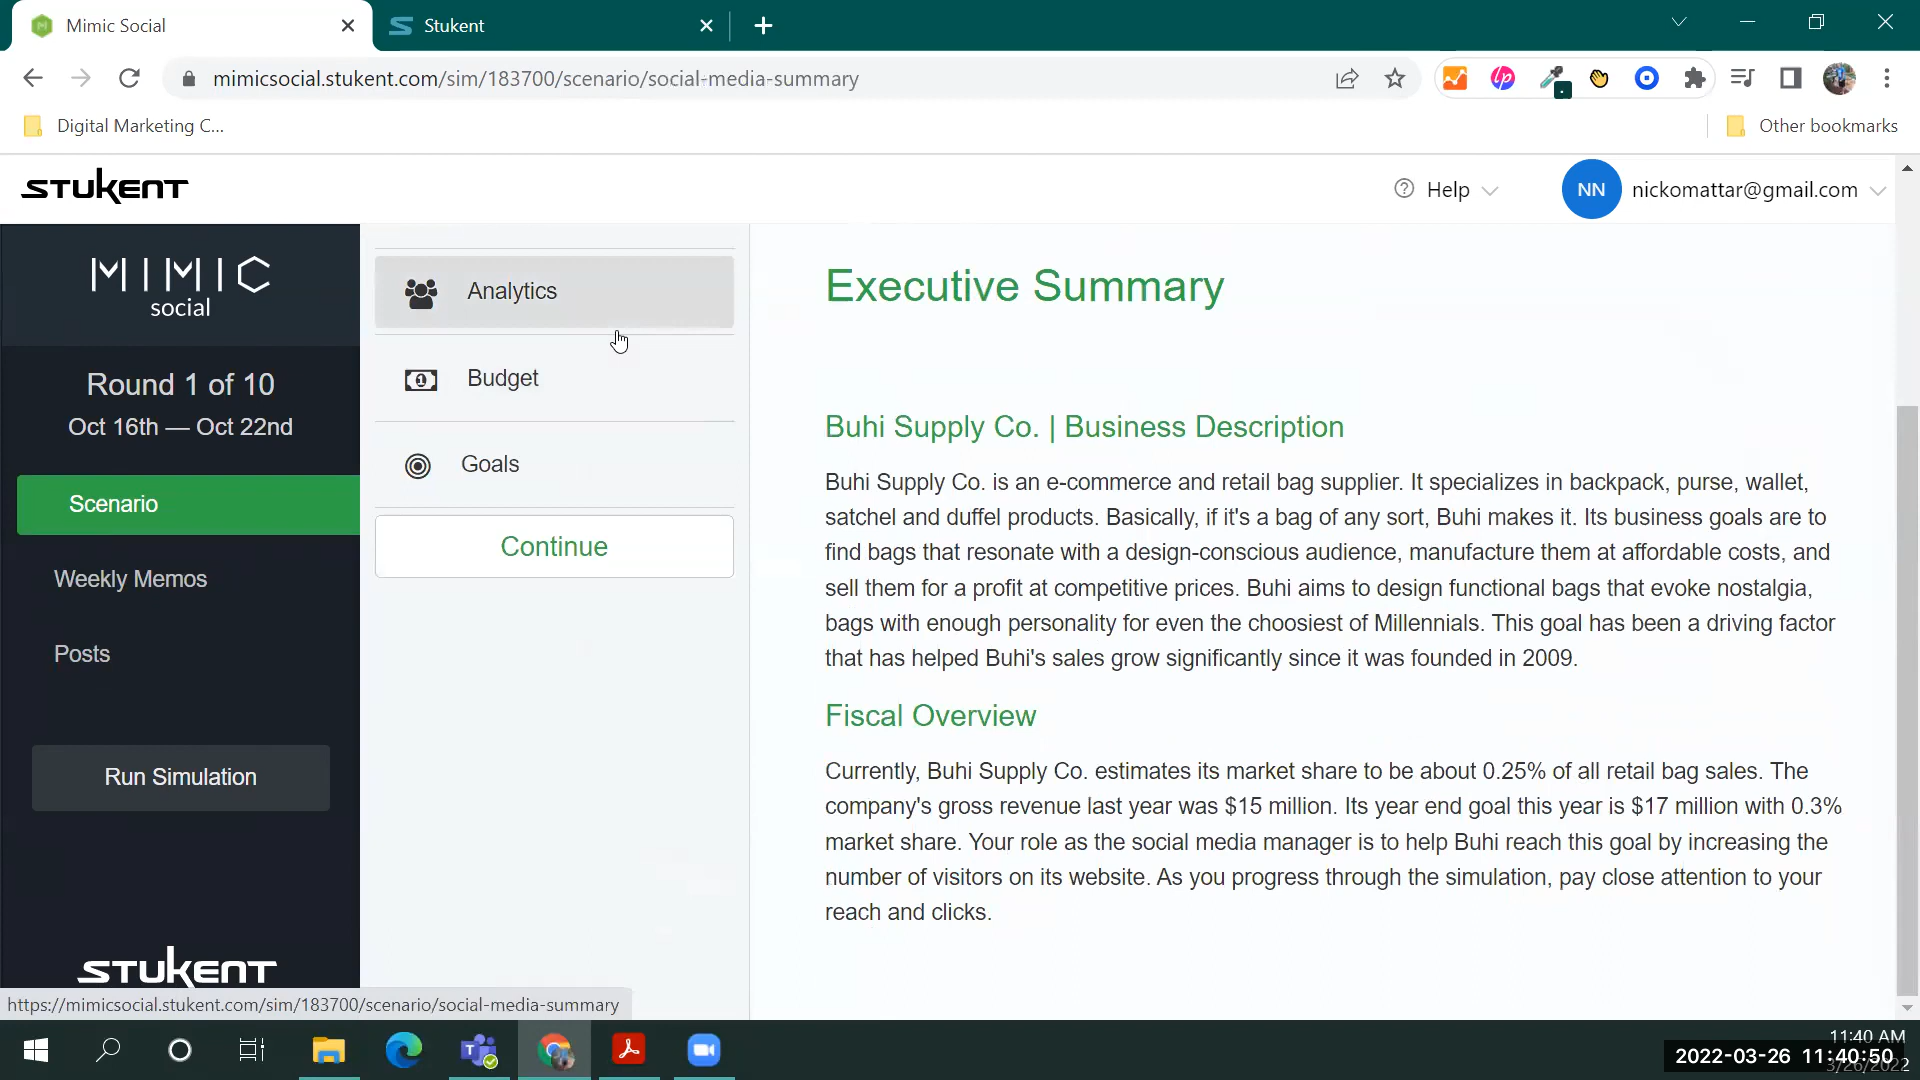 Mimic Social
Stukent
mimicsocial.stukent.com/sim/183700/scenario/social-media-summary
Digital Marketing C...
Other bookmarks
STUKENT
Help
NN
nickomattar@gmail.com
MIMIC
social
Round 1 of 10
Oct 16th — Oct 22nd
Scenario
Weekly Memos
Posts
Run Simulation
STUKENT
Analytics
Budget
Goals
Continue
Executive Summary
Buhi Supply Co. | Business Description
Buhi Supply Co. is an e-commerce and retail bag supplier. It specializes in backpack, purse, wallet,
satchel and duffel products. Basically, if it's a bag of any sort, Buhi makes it. Its business goals are to
find bags that resonate with a design-conscious audience, manufacture them at affordable costs, and
sell them for a profit at competitive prices. Buhi aims to design functional bags that evoke nostalgia,
bags with enough personality for even the choosiest of Millennials. This goal has been a driving factor
that has helped Buhi's sales grow significantly since it was founded in 2009.
Fiscal Overview
Currently, Buhi Supply Co. estimates its market share to be about 0.25% of all retail bag sales. The
company's gross revenue last year was $15 million. Its year end goal this year is $17 million with 0.3%
market share. Your role as the social media manager is to help Buhi reach this goal by increasing the
number of visitors on its website. As you progress through the simulation, pay close attention to your
reach and clicks.
https://mimicsocial.stukent.com/sim/183700/scenario/social-media-summary
11:40 AM
2022-03-26 11:40:50
3/26/2022